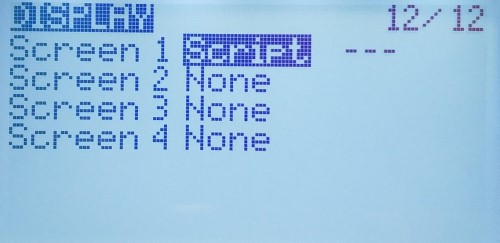 DISPLAY 12/12
Screen 1 Script ---
Screen 2 None
Screen 3 None
Screen 4 None